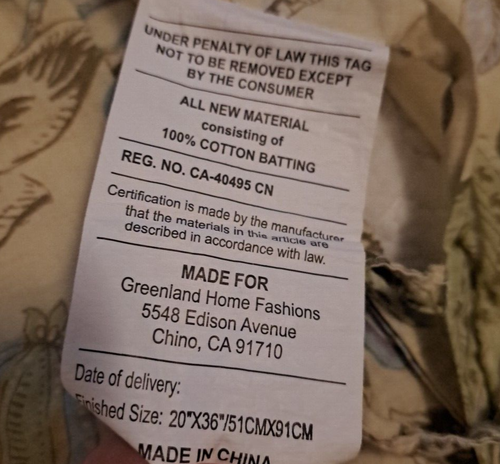 UNDER PENALTY OF LAW THIS TAG
NOT TO BE REMOVED EXCEPT
BY THE CONSUMER
ALL NEW MATERIAL
consisting of
100% COTTON BATTING
REG. NO. CA-40495 CN
Certification is made by the manufacturer
that the materials in this article are
described in accordance with law.
MADE FOR
Greenland Home Fashions
5548 Edison Avenue
Chino, CA 91710
Date of delivery:
Finished Size: 20"X36"/51CMX91CM
MADE IN CHINA